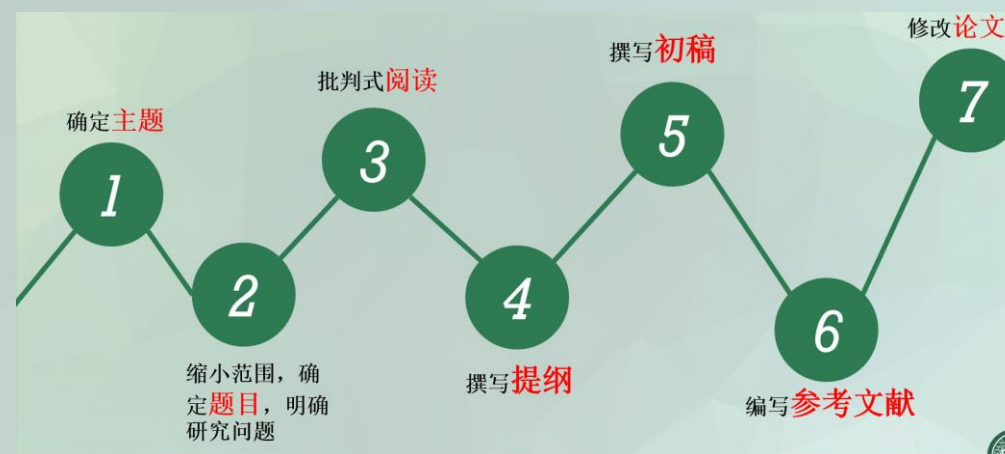 1
确定主题
2
缩小范围，确
定题目，明确
研究问题
3
批判式阅读
4
撰写提纲
5
撰写初稿
6
编写参考文献
7
修改论文